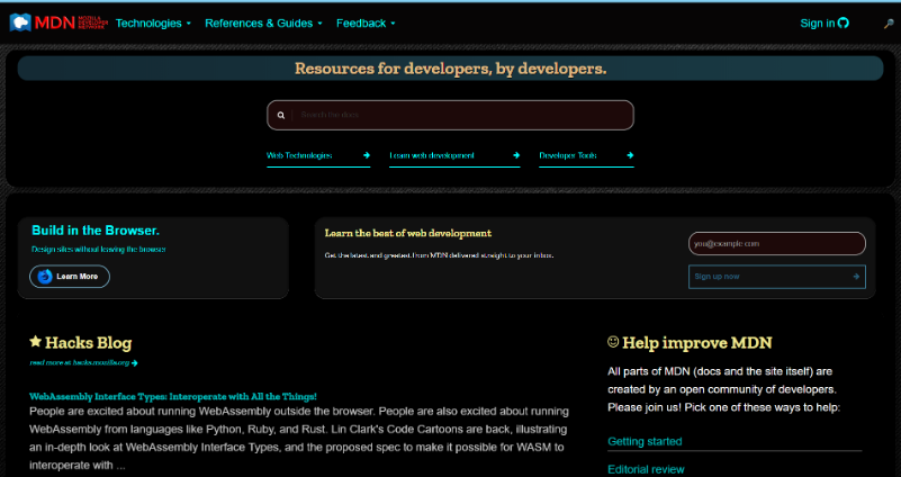 MDN MOZILLA DEVELOPER NETWORK Technologies References & Guides Feedback Sign in
Resources for developers, by developers.
Search the docs
Web Technologies Learn web development Developer Tools
Build in the Browser.
Design sites without leaving the browser
Learn More
Learn the best of web development
Get the latest and greatest from MDN delivered straight to your inbox.
you@example.com
Sign up now
Hacks Blog
read more at hacks.mozilla.org
WebAssembly Interface Types: Interoperate with All the Things!
People are excited about running WebAssembly outside the browser. People are also excited about running
WebAssembly from languages like Python, Ruby, and Rust. Lin Clark's Code Cartoons are back, illustrating
an in-depth look at WebAssembly Interface Types, and the proposed spec to make it possible for WASM to
interoperate with ...
Help improve MDN
All parts of MDN (docs and the site itself) are
created by an open community of developers.
Please join us! Pick one of these ways to help:
Getting started
Editorial review